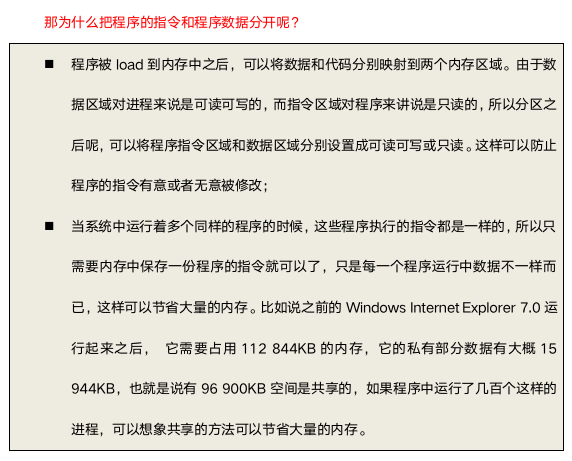 那为什么把程序的指令和程序数据分开呢？
■ 程序被 load 到内存中之后，可以将数据和代码分别映射到两个内存区域。由于数
据区域对进程来说是可读可写的，而指令区域对程序来讲说是只读的，所以分区之
后呢，可以将程序指令区域和数据区域分别设置成可读可写或只读。这样可以防止
程序的指令有意或者无意被修改；
■ 当系统中运行着多个同样的程序的时候，这些程序执行的指令都是一样的，所以只
需要内存中保存一份程序的指令就可以了，只是每一个程序运行中数据不一样而
已，这样可以节省大量的内存。比如说之前的 Windows Internet Explorer 7.0 运
行起来之后， 它需要占用 112 844KB 的内存，它的私有部分数据有大概 15
944KB，也就是说有 96 900KB 空间是共享的，如果程序中运行了几百个这样的
进程，可以想象共享的方法可以节省大量的内存。